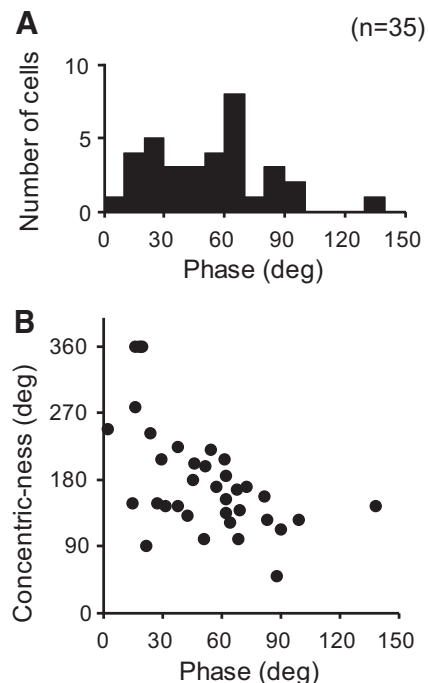 A
(n=35)
Number of cells
10
5
0
0 30 60 90 120 150
Phase (deg)
B
Concentric-ness (deg)
360
270
180
90
0
0 30 60 90 120 150
Phase (deg)